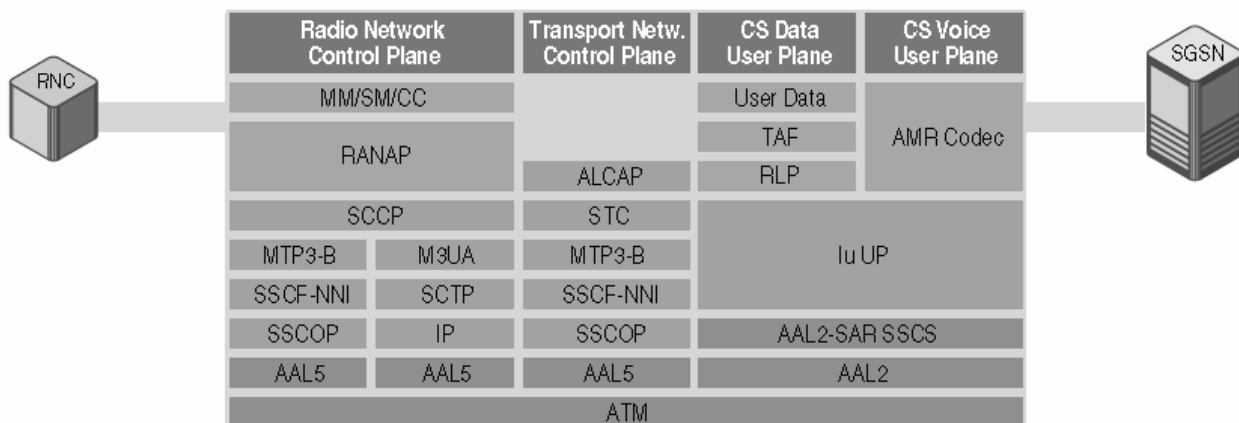 Radio Network
Control Plane
Transport Netw.
Control Plane
CS Data
User Plane
CS Voice
User Plane
RNC
SGSN
MM/SM/CC
User Data
RANAP
TAF
AMR Codec
ALCAP
RLP
SCCP
STC
MTP3-B
M3UA
MTP3-B
Iu UP
SSCF-NNI
SCTP
SSCF-NNI
SSCOP
IP
SSCOP
AAL2-SAR SSCS
AAL5
AAL5
AAL5
AAL2
ATM